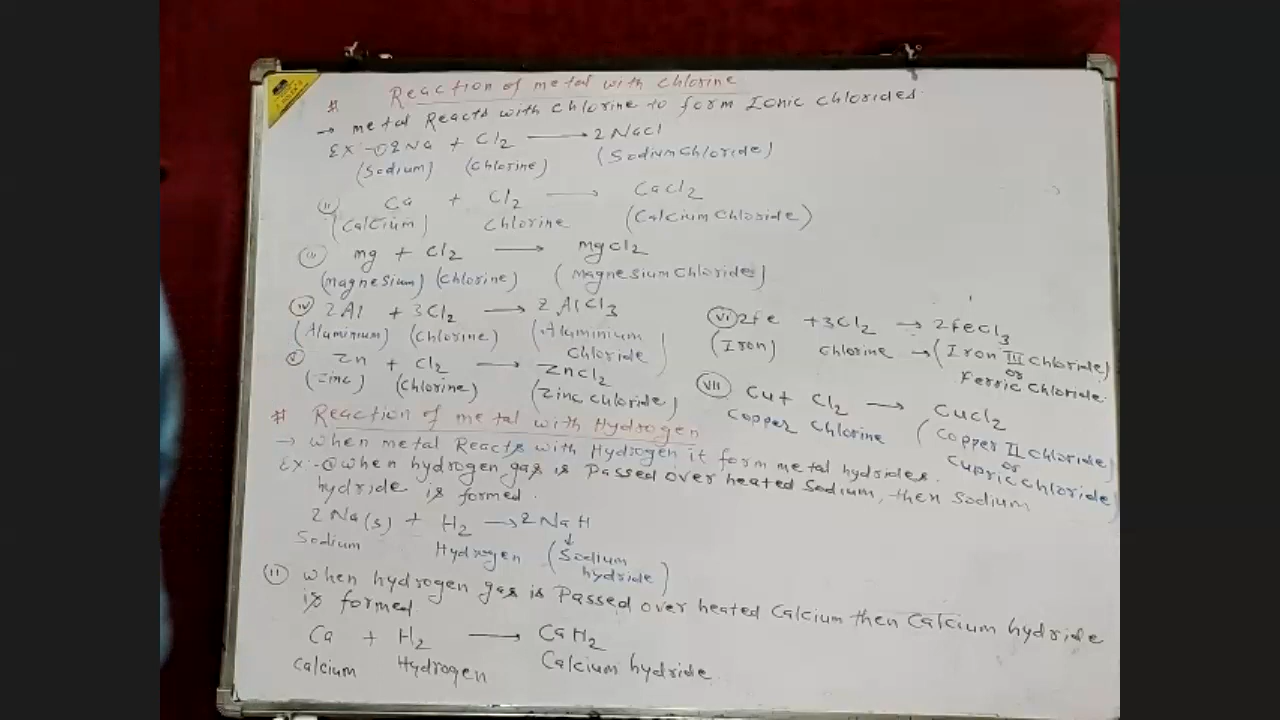 # Reaction of metal with chlorine
→ metal Reacts with chlorine to form Ionic chlorides.
Ex:- ① 2Na + Cl2 ⟶ 2NaCl
(Sodium) (chlorine) (Sodium chloride)
(ii) Ca + Cl2 ⟶ CaCl2
(Calcium) Chlorine (Calcium Chloride)
(iii) mg + Cl2 ⟶ mgCl2
(magnesium) (chlorine) (magnesium chloride)
(iv) 2Al + 3Cl2 ⟶ 2AlCl3
(Aluminium) (chlorine) (Aluminium
chloride)
(v) Zn + Cl2 ⟶ ZnCl2
(Zinc) (chlorine) (Zinc chloride)
(VI) 2fe + 3Cl2 → 2feCl3
(Iron) chlorine → (Iron III chloride)
or
ferric chloride.
(VII) Cu + Cl2 ⟶ CuCl2
Copper Chlorine (Copper II chloride)
or
Cupric chloride)
# Reaction of metal with Hydrogen
→ when metal Reacts with Hydrogen it form metal hydrides.
Ex:- ① when hydrogen gas is Passed over heated Sodium, then Sodium
hydride is formed.
2Na(s) + H2 ⟶ 2NaH
Sodium Hydrogen (Sodium
hydride)
(II) when hydrogen gas is Passed over heated Calcium then Calcium hydride
is formed.
Ca + H2 ⟶ CaH2
Calcium Hydrogen Calcium hydride.